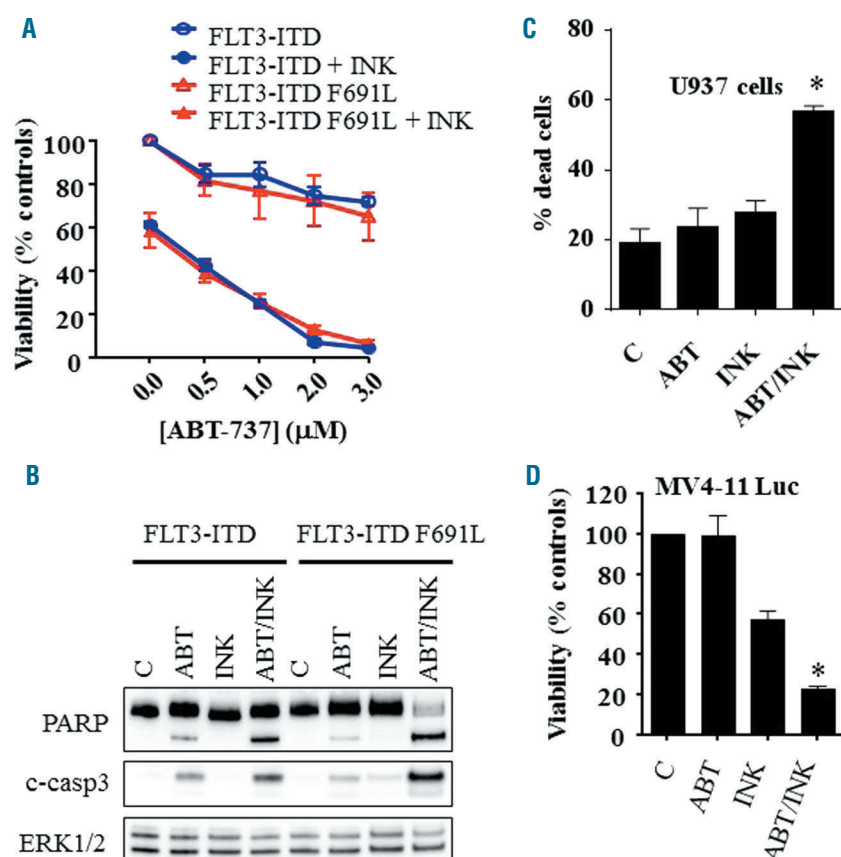 A
FLT3-ITD
FLT3-ITD + INK
FLT3-ITD F691L
FLT3-ITD F691L + INK
Viability (% controls)
100
80
60
40
20
0
0.0
0.5
1.0
2.0
3.0
[ABT-737] (μM)
B
FLT3-ITD
FLT3-ITD F691L
C
ABT
INK
ABT/INK
C
ABT
INK
ABT/INK
PARP
c-casp3
ERK1/2
C
U937 cells
% dead cells
80
60
40
20
0
*
C
ABT
INK
ABT/INK
D
MV4-11 Luc
Viability (% controls)
120
100
80
60
40
20
0
*
C
ABT
INK
ABT/INK